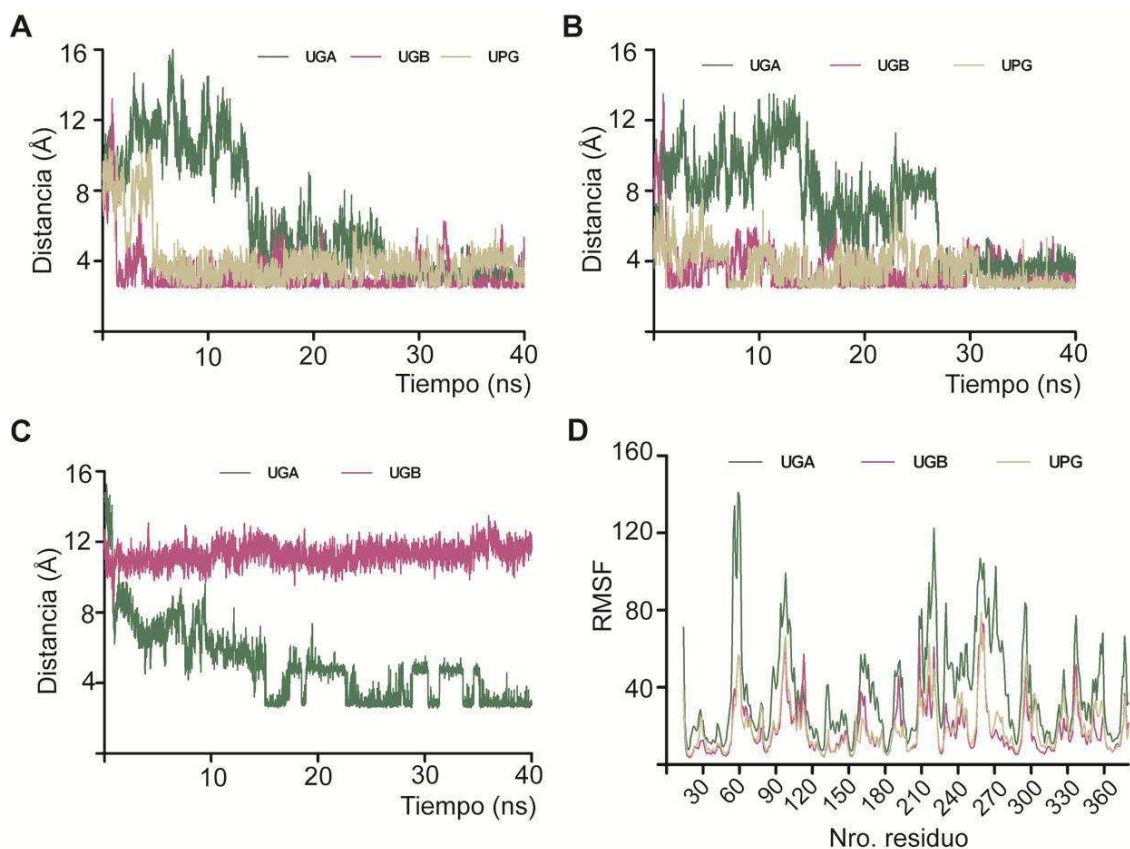 A
16
12
8
4
Distancia (Å)
UGA UGB UPG
10 20 30 40
Tiempo (ns)
B
16
12
8
4
Distancia (Å)
UGA UGB UPG
10 20 30 40
Tiempo (ns)
C
16
12
8
4
Distancia (Å)
UGA UGB
10 20 30 40
Tiempo (ns)
D
160
120
80
40
RMSF
UGA UGB UPG
30 60 90 120 150 180 210 240 270 300 330 360
Nro. residuo